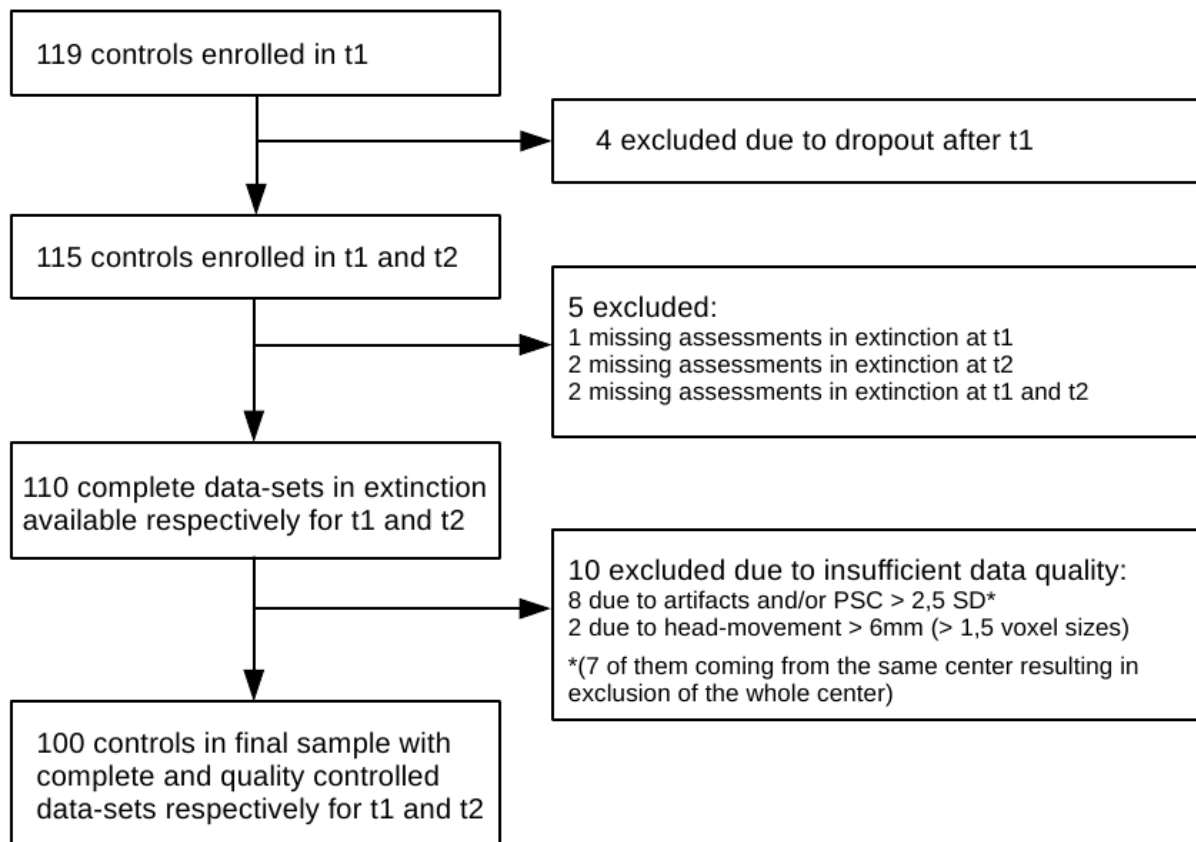 119 controls enrolled in t1
4 excluded due to dropout after t1
115 controls enrolled in t1 and t2
5 excluded:
1 missing assessments in extinction at t1
2 missing assessments in extinction at t2
2 missing assessments in extinction at t1 and t2
110 complete data-sets in extinction
available respectively for t1 and t2
10 excluded due to insufficient data quality:
8 due to artifacts and/or PSC > 2,5 SD*
2 due to head-movement > 6mm (> 1,5 voxel sizes)
*(7 of them coming from the same center resulting in
exclusion of the whole center)
100 controls in final sample with
complete and quality controlled
data-sets respectively for t1 and t2